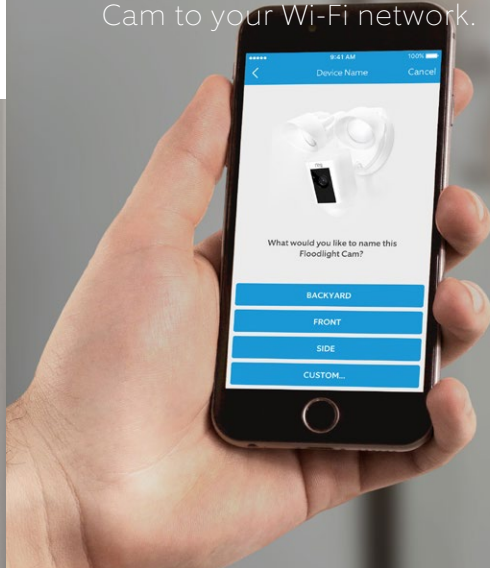 Cam to your Wi-Fi network.
9:41 AM 100%
Device Name Cancel
ring
What would you like to name this
Floodlight Cam?
BACKYARD
FRONT
SIDE
CUSTOM...